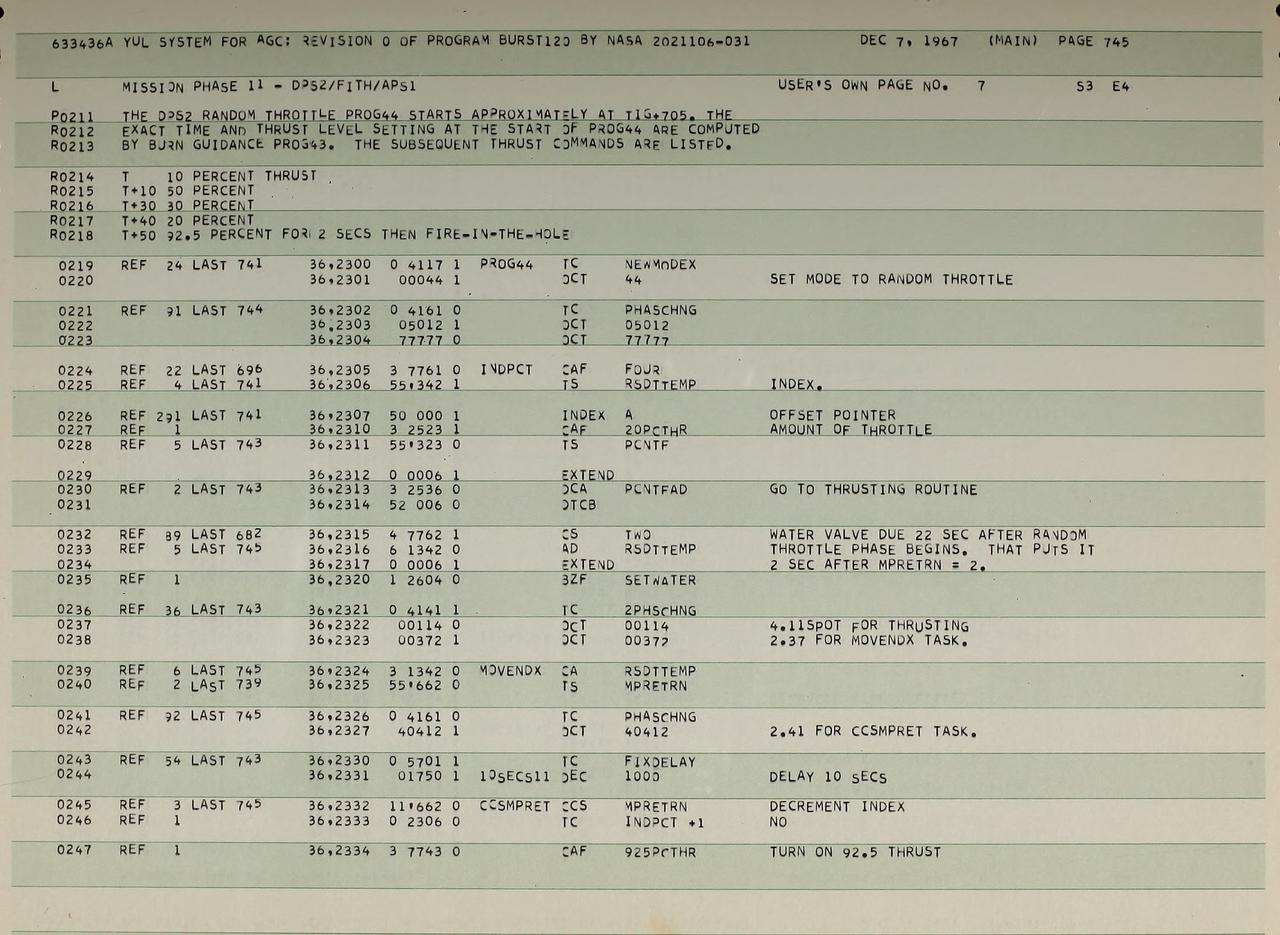 633436A YUL SYSTEM FOR AGC: REVISION 0 OF PROGRAM BURST120 BY NASA 2021106-031 DEC 7, 1967 (MAIN) PAGE 745
L MISSION PHASE 11 - DPS2/FITH/APS1 USER'S OWN PAGE NO. 7 S3 E4
P0211 THE DPS2 RANDOM THROTTLE PROG44 STARTS APPROXIMATELY AT TIG+705. THE
R0212 EXACT TIME AND THRUST LEVEL SETTING AT THE START OF PROG44 ARE COMPUTED
R0213 BY BURN GUIDANCE PROG43. THE SUBSEQUENT THRUST COMMANDS ARE LISTED.
R0214 T 10 PERCENT THRUST
R0215 T+10 50 PERCENT
R0216 T+30 30 PERCENT
R0217 T+40 20 PERCENT
R0218 T+50 92.5 PERCENT FOR 2 SECS THEN FIRE-IN-THE-HOLE
0219 REF 24 LAST 741 36,2300 0 4117 1 PROG44 TC NEWMODEX
0220 36,2301 00044 1 OCT 44 SET MODE TO RANDOM THROTTLE
0221 REF 91 LAST 744 36,2302 0 4161 0 TC PHASCHNG
0222 36,2303 05012 1 OCT 05012
0223 36,2304 77777 0 OCT 77777
0224 REF 22 LAST 696 36,2305 3 7761 0 INDPCT CAF FOUR
0225 REF 4 LAST 741 36,2306 55'342 1 TS RSDTTEMP INDEX.
0226 REF 291 LAST 741 36,2307 50 000 1 INDEX A OFFSET POINTER
0227 REF 1 36,2310 3 2523 1 CAF 20PCTHR AMOUNT OF THROTTLE
0228 REF 5 LAST 743 36,2311 55'323 0 TS PCNTF
0229 36,2312 0 0006 1 EXTEND
0230 REF 2 LAST 743 36,2313 3 2536 0 DCA PCNTFAD GO TO THRUSTING ROUTINE
0231 36,2314 52 006 0 DTCB
0232 REF 89 LAST 682 36,2315 4 7762 1 CS TWO WATER VALVE DUE 22 SEC AFTER RANDOM
0233 REF 5 LAST 745 36,2316 6 1342 0 AD RSDTTEMP THROTTLE PHASE BEGINS. THAT PUTS IT
0234 36,2317 0 0006 1 EXTEND 2 SEC AFTER MPRETRN = 2.
0235 REF 1 36,2320 1 2604 0 BZF SETWATER
0236 REF 36 LAST 743 36,2321 0 4141 1 TC 2PHSCHNG
0237 36,2322 00114 0 OCT 00114 4.11SPOT FOR THRUSTING
0238 36,2323 00372 1 OCT 00372 2.37 FOR MOVENDX TASK.
0239 REF 6 LAST 745 36,2324 3 1342 0 MOVENDX CA RSDTTEMP
0240 REF 2 LAST 739 36,2325 55'662 0 TS MPRETRN
0241 REF 92 LAST 745 36,2326 0 4161 0 TC PHASCHNG
0242 36,2327 40412 1 OCT 40412 2.41 FOR CCSMPRET TASK.
0243 REF 54 LAST 743 36,2330 0 5701 1 TC FIXDELAY
0244 36,2331 01750 1 10SECS11 DEC 1000 DELAY 10 SECS
0245 REF 3 LAST 745 36,2332 11'662 0 CCSMPRET CCS MPRETRN DECREMENT INDEX
0246 REF 1 36,2333 0 2306 0 TC INDPCT +1 NO
0247 REF 1 36,2334 3 7743 0 CAF 925PCTHR TURN ON 92.5 THRUST